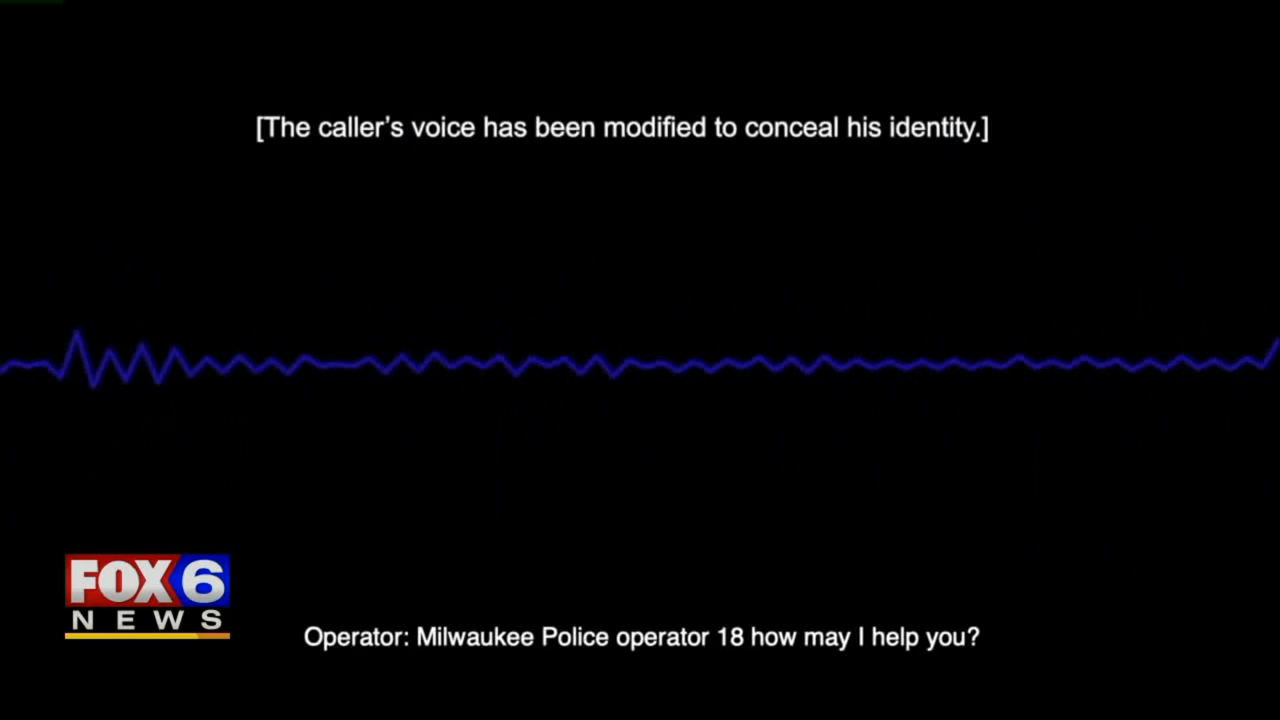 [The caller’s voice has been modified to conceal his identity.]
FOX 6
NEWS
Operator: Milwaukee Police operator 18 how may I help you?